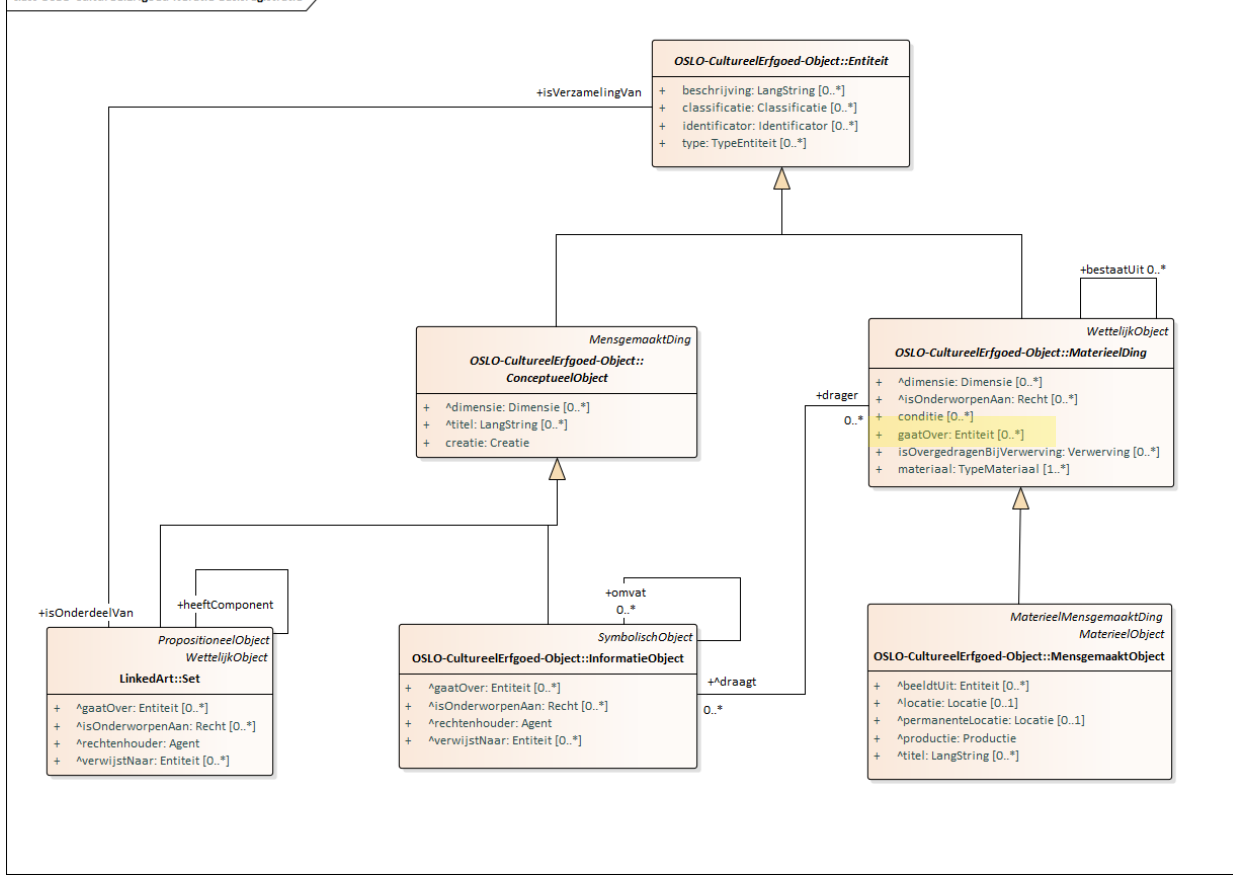 OSLO-CultureelErfgoed-Object::Entiteit
+ beschrijving: LangString [0..*]
+ classificatie: Classificatie [0..*]
+ identificator: Identificator [0..*]
+ type: TypeEntiteit [0..*]
+isVerzamelingVan
+bestaatUit 0..*
MensgemaaktDing
OSLO-CultureelErfgoed-Object::
ConceptueelObject
+ ^dimensie: Dimensie [0..*]
+ ^titel: LangString [0..*]
+ creatie: Creatie
WettelijkObject
OSLO-CultureelErfgoed-Object::MaterieelDing
+ ^dimensie: Dimensie [0..*]
+ ^isOnderworpenAan: Recht [0..*]
+ conditie [0..*]
+ gaatOver: Entiteit [0..*]
+ isOvergedragenBijVerwerving: Verwerving [0..*]
+ materiaal: TypeMateriaal [1..*]
+drager
0..*
+isOnderdeelVan
+heeftComponent
PropositioneelObject
WettelijkObject
LinkedArt::Set
+ ^gaatOver: Entiteit [0..*]
+ ^isOnderworpenAan: Recht [0..*]
+ ^rechtenhouder: Agent
+ ^verwijstNaar: Entiteit [0..*]
+omvat
0..*
SymbolischObject
OSLO-CultureelErfgoed-Object::InformatieObject
+ ^gaatOver: Entiteit [0..*]
+ ^isOnderworpenAan: Recht [0..*]
+ ^rechtenhouder: Agent
+ ^verwijstNaar: Entiteit [0..*]
+^draagt
0..*
MaterieelMensgemaaktDing
MaterieelObject
OSLO-CultureelErfgoed-Object::MensgemaaktObject
+ ^beeldtUit: Entiteit [0..*]
+ ^locatie: Locatie [0..1]
+ ^permanenteLocatie: Locatie [0..1]
+ ^productie: Productie
+ ^titel: LangString [0..*]